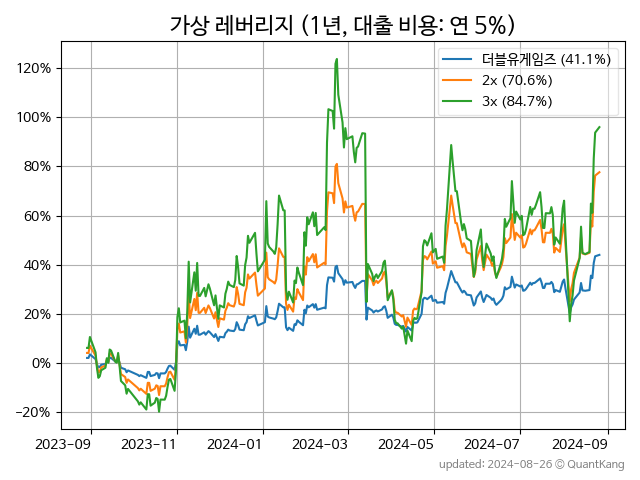 가상 레버리지 (1년, 대출 비용: 연 5%)
더블유게임즈 (41.1%)
2x (70.6%)
3x (84.7%)
120%
100%
80%
60%
40%
20%
0%
−20%
2023-09 2023-11 2024-01 2024-03 2024-05 2024-07 2024-09
updated: 2024-08-26 © QuantKang